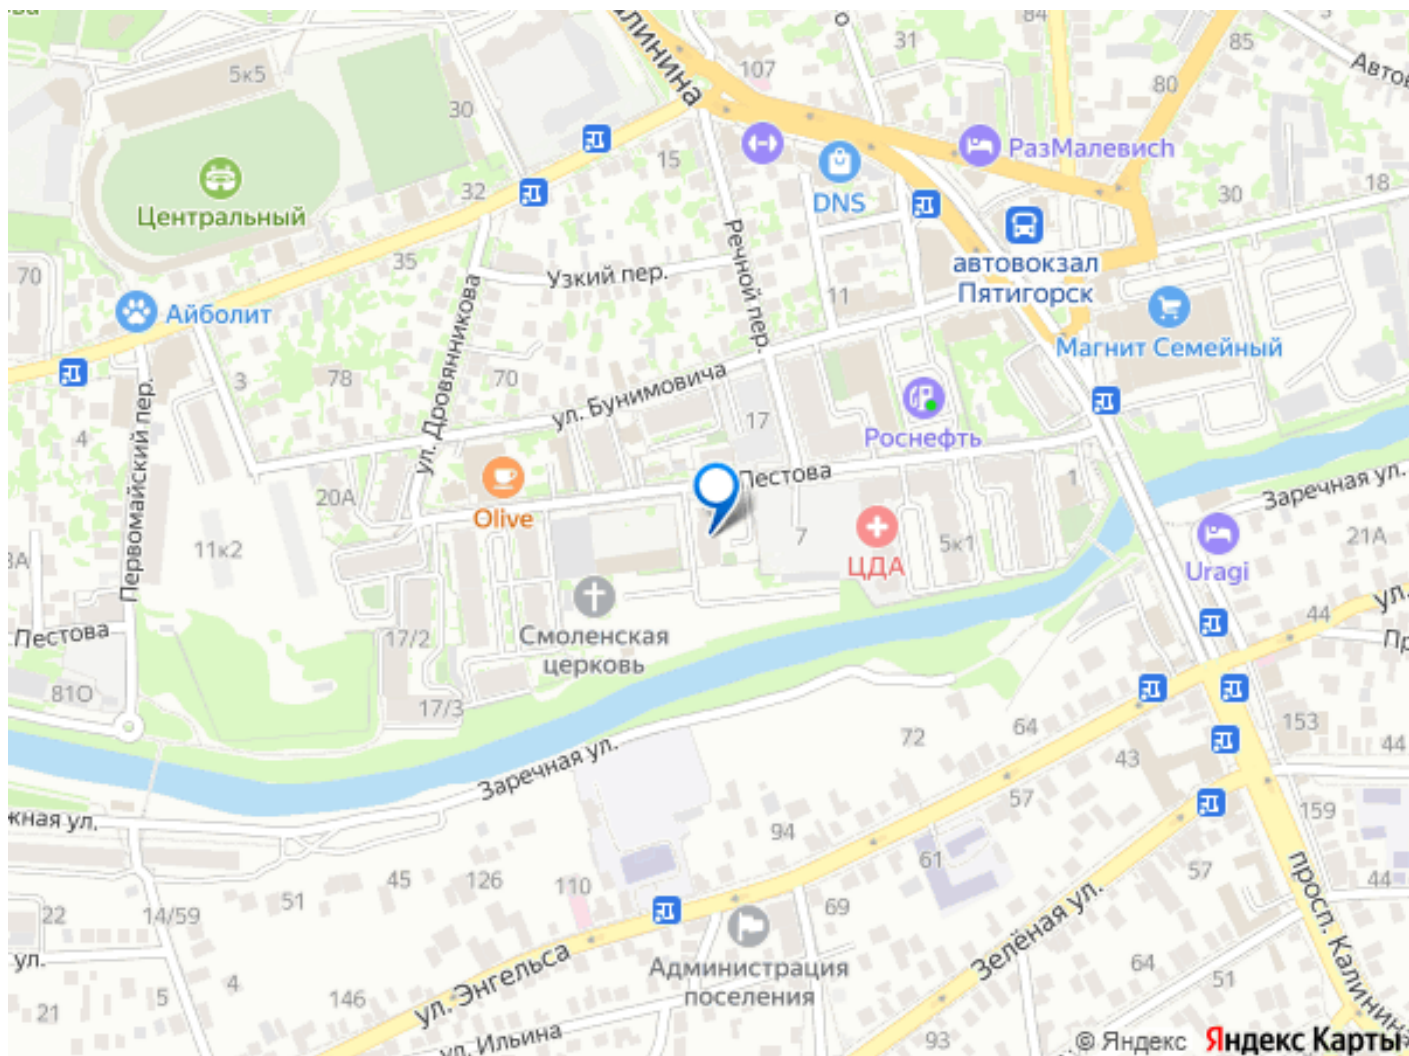 5к5
30
КАЛИНИНА
107
31
84
85
80
Автов
15
32
РазМалевич
30
18
DNS
Центральный
Речной пер.
автовокзал
Пятигорск
70
35
Узкий пер.
11
Айболит
Магнит Семейный
ул. Дровянникова
3
78
70
ул. Бунимовича
4
Первомайский пер.
17
Роснефть
Пестова
1
Заречная ул.
20А
Olive
11к2
7
ЦДА
5к1
21А
Uragi
Смоленская
церковь
44
ул.
Пестова
17/2
81О
17/3
72
64
153
44
43
Заречная ул.
57
159
жная ул.
94
61
57
44
45
126
110
51
22
14/59
69
просп. Калинина
Зелёная ул.
ул.
5
4
Администрация
поселения
64
51
146
ул. Энгельса
21
ул. Ильина
93
© Яндекс Яндекс Карты